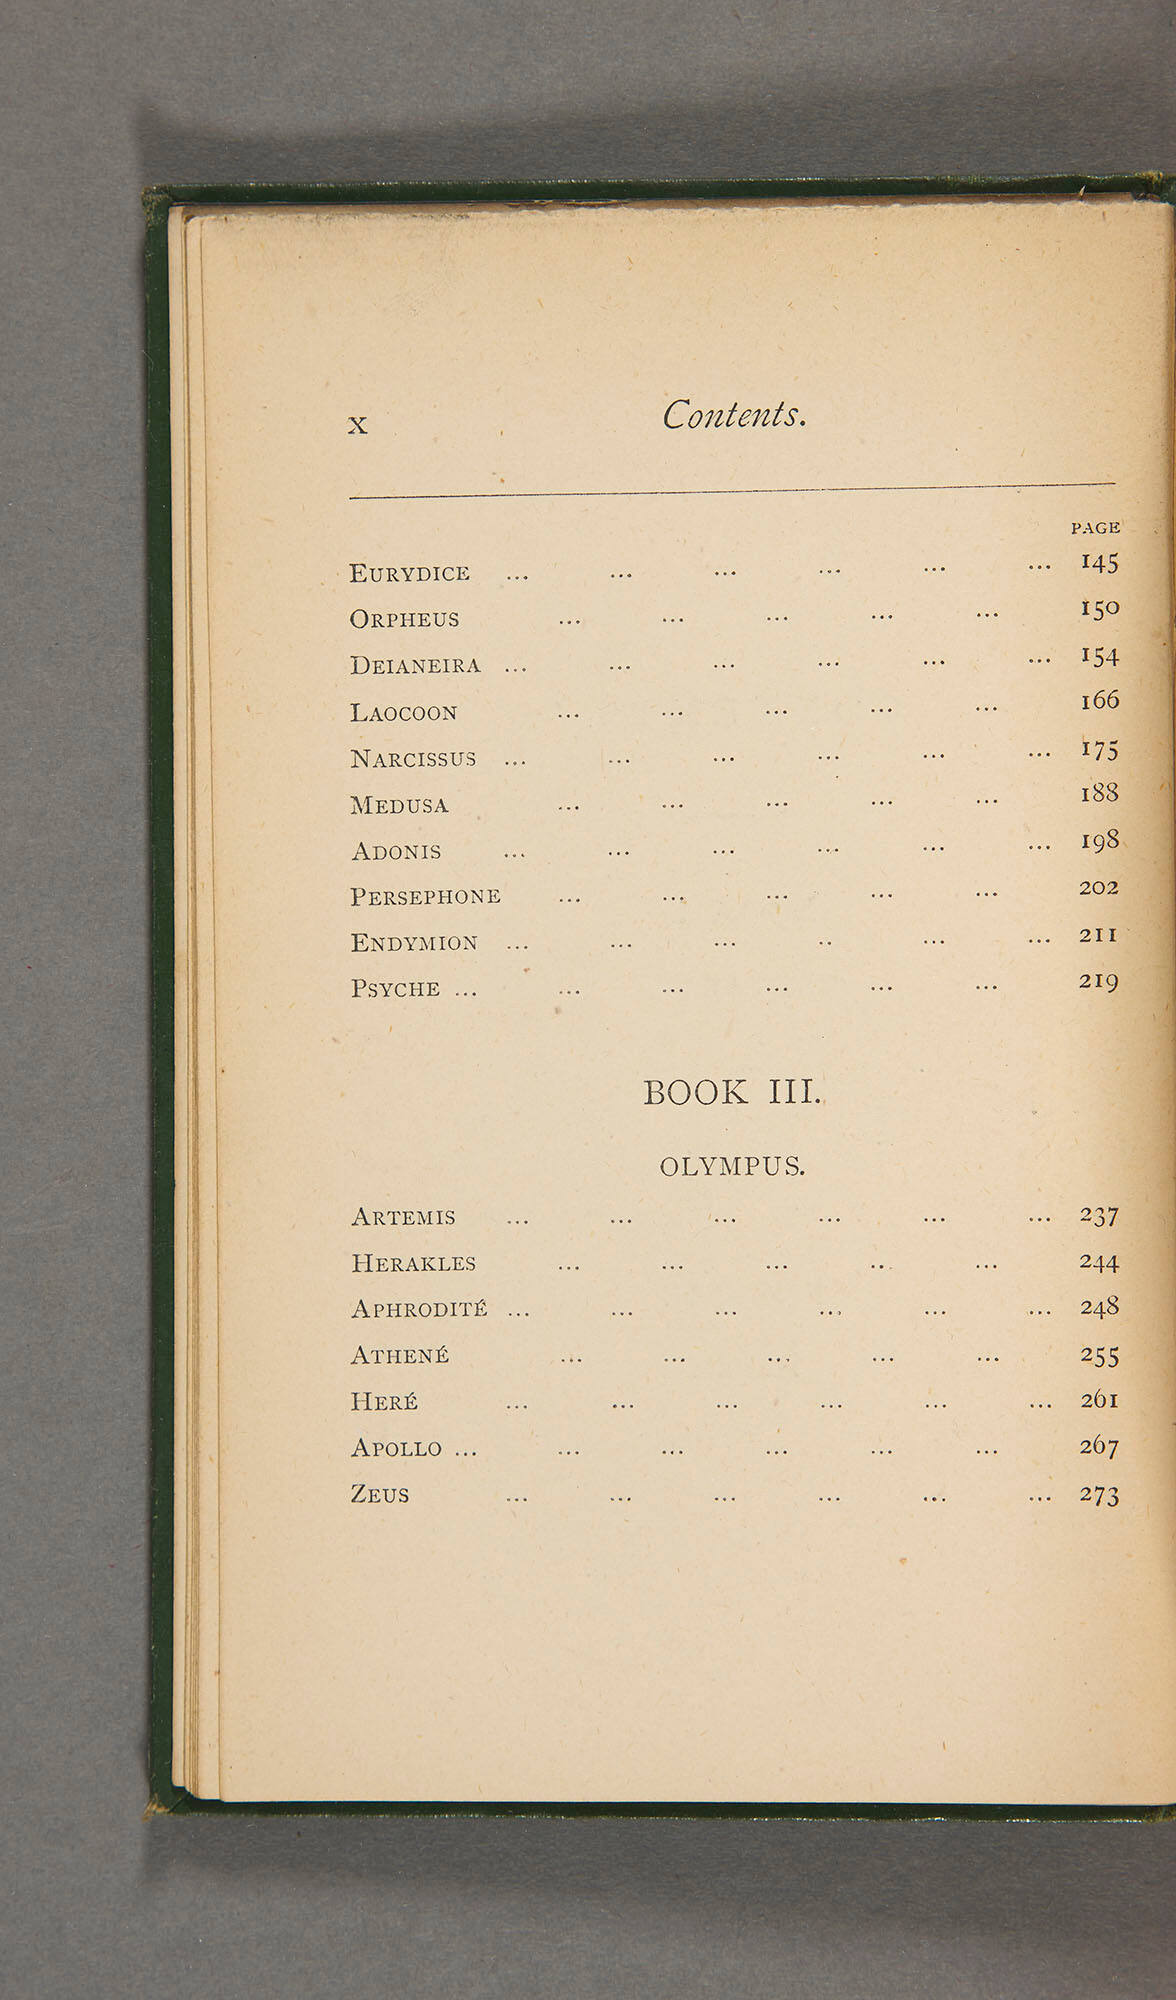 x Contents.
PAGE
EURYDICE ... ... ... ... ... ... 145
ORPHEUS ... ... ... ... ... 150
DEIANEIRA ... ... ... ... ... ... 154
LAOCOON ... ... ... ... ... 166
NARCISSUS ... ... ... ... ... ... 175
MEDUSA ... ... ... ... ... 188
ADONIS ... ... ... ... ... ... 198
PERSEPHONE ... ... ... ... ... 202
ENDYMION ... ... ... .. ... ... 211
PSYCHE ... ... ... ... ... ... 219
BOOK III.
OLYMPUS.
ARTEMIS ... ... ... ... ... ... 237
HERAKLES ... ... ... ... ... 244
APHRODITÉ ... ... ... ... ... ... 248
ATHENÉ ... ... ... ... ... 255
HERÉ ... ... ... ... ... ... 261
APOLLO ... ... ... ... ... ... 267
ZEUS ... ... ... ... ... ... 273